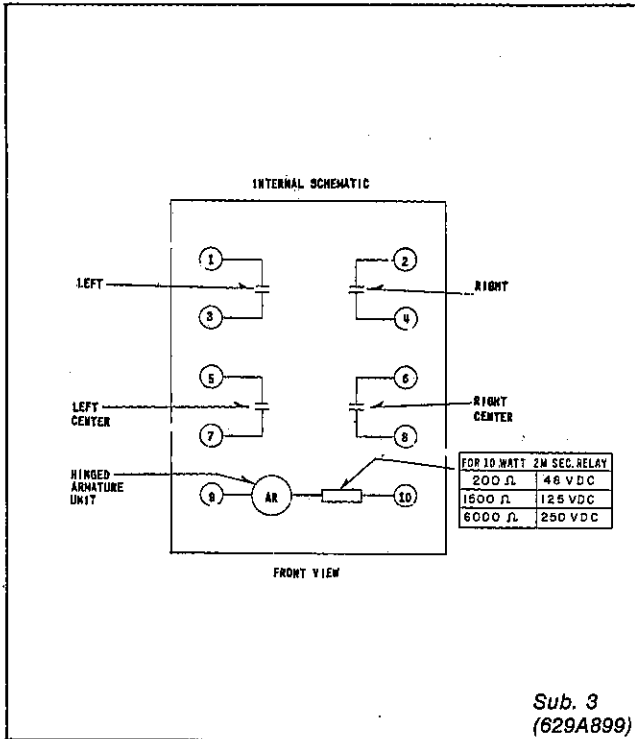 INTERNAL SCHEMATIC
1
2
LEFT
RIGHT
3
4
5
6
LEFT
CENTER
RIGHT
CENTER
7
8
HINGED
ARMATURE
UNIT
9
AR
10
FOR 10 WATT 2M SEC. RELAY
200 Ω 48 VDC
1500 Ω 125 VDC
6000 Ω 250 VDC
FRONT VIEW
Sub. 3
(629A899)